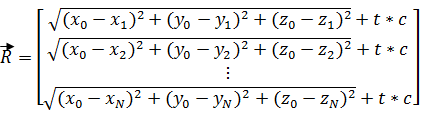 √(x₀ − x₁)² + (y₀ − y₁)² + (z₀ − z₁)² + t ∗ c
√(x₀ − x₂)² + (y₀ − y₂)² + (z₀ − z₂)² + t ∗ c
R⃗ = ⋮
√(x₀ − x_N)² + (y₀ − y_N)² + (z₀ − z_N)² + t ∗ c